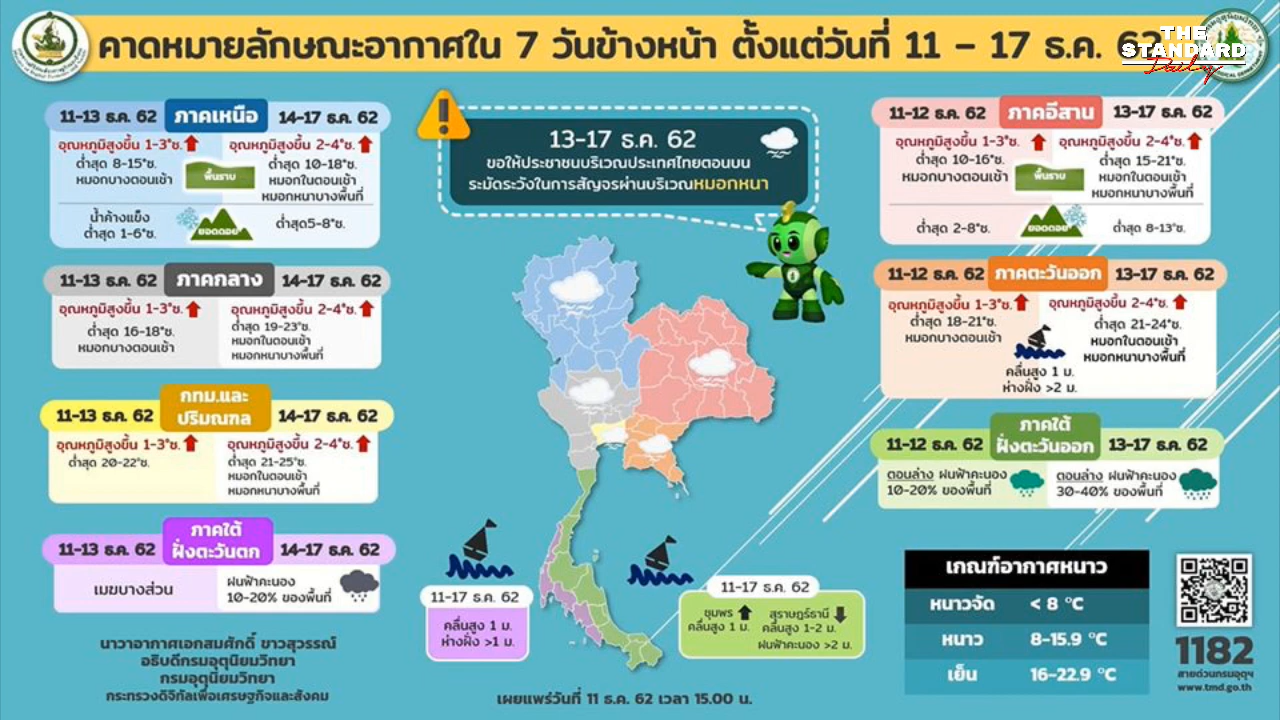 คาดหมายลักษณะอากาศใน 7 วันข้างหน้า ตั้งแต่วันที่ 11 – 17 ธ.ค. 62
THE
STANDARD
Daily
11-13 ธ.ค. 62 ภาคเหนือ 14-17 ธ.ค. 62
อุณหภูมิสูงขึ้น 1-3°ซ. อุณหภูมิสูงขึ้น 2-4°ซ.
ต่ำสุด 8-15°ซ. ต่ำสุด 10-18°ซ.
หมอกบางตอนเช้า พื้นราบ หมอกในตอนเช้า
หมอกหนาบางพื้นที่
น้ำค้างแข็ง
ต่ำสุด 1-6°ซ. ยอดดอย ต่ำสุด5-8°ซ.
11-13 ธ.ค. 62 ภาคกลาง 14-17 ธ.ค. 62
อุณหภูมิสูงขึ้น 1-3°ซ. อุณหภูมิสูงขึ้น 2-4°ซ.
ต่ำสุด 16-18°ซ. ต่ำสุด 19-23°ซ.
หมอกบางตอนเช้า หมอกในตอนเช้า
หมอกหนาบางพื้นที่
กทม.และ
ปริมณฑล
11-13 ธ.ค. 62 14-17 ธ.ค. 62
อุณหภูมิสูงขึ้น 1-3°ซ. อุณหภูมิสูงขึ้น 2-4°ซ.
ต่ำสุด 20-22°ซ. ต่ำสุด 21-25°ซ.
หมอกในตอนเช้า
หมอกหนาบางพื้นที่
ภาคใต้
ฝั่งตะวันตก
11-13 ธ.ค. 62 14-17 ธ.ค. 62
เมฆบางส่วน ฝนฟ้าคะนอง
10-20% ของพื้นที่
นาวาอากาศเอกสมศักดิ์ ขาวสุวรรณ์
อธิบดีกรมอุตุนิยมวิทยา
กรมอุตุนิยมวิทยา
กระทรวงดิจิทัลเพื่อเศรษฐกิจและสังคม
13-17 ธ.ค. 62
ขอให้ประชาชนบริเวณประเทศไทยตอนบน
ระมัดระวังในการสัญจรผ่านบริเวณหมอกหนา
11-17 ธ.ค. 62
คลื่นสูง 1 ม.
ห่างฝั่ง >1 ม.
11-17 ธ.ค. 62
ชุมพร สุราษฎร์ธานี
คลื่นสูง 1 ม. คลื่นสูง 1-2 ม.
ฝนฟ้าคะนอง >2 ม.
เผยแพร่วันที่ 11 ธ.ค. 62 เวลา 15.00 น.
11-12 ธ.ค. 62 ภาคอีสาน 13-17 ธ.ค. 62
อุณหภูมิสูงขึ้น 1-3°ซ. อุณหภูมิสูงขึ้น 2-4°ซ.
ต่ำสุด 10-16°ซ. ต่ำสุด 15-21°ซ.
หมอกบางตอนเช้า พื้นราบ หมอกในตอนเช้า
หมอกหนาบางพื้นที่
ต่ำสุด 2-8°ซ. ยอดดอย ต่ำสุด 8-13°ซ.
11-12 ธ.ค. 62 ภาคตะวันออก 13-17 ธ.ค. 62
อุณหภูมิสูงขึ้น 1-3°ซ. อุณหภูมิสูงขึ้น 2-4°ซ.
ต่ำสุด 18-21°ซ. ต่ำสุด 21-24°ซ.
หมอกบางตอนเช้า หมอกในตอนเช้า
หมอกหนาบางพื้นที่
คลื่นสูง 1 ม.
ห่างฝั่ง >2 ม.
ภาคใต้
ฝั่งตะวันออก
11-12 ธ.ค. 62 13-17 ธ.ค. 62
ตอนล่าง ฝนฟ้าคะนอง ตอนล่าง ฝนฟ้าคะนอง
10-20% ของพื้นที่ 30-40% ของพื้นที่
เกณฑ์อากาศหนาว
หนาวจัด < 8 °C
หนาว 8-15.9 °C
เย็น 16-22.9 °C
1182
สายด่วนกรมอุตุฯ
www.tmd.go.th